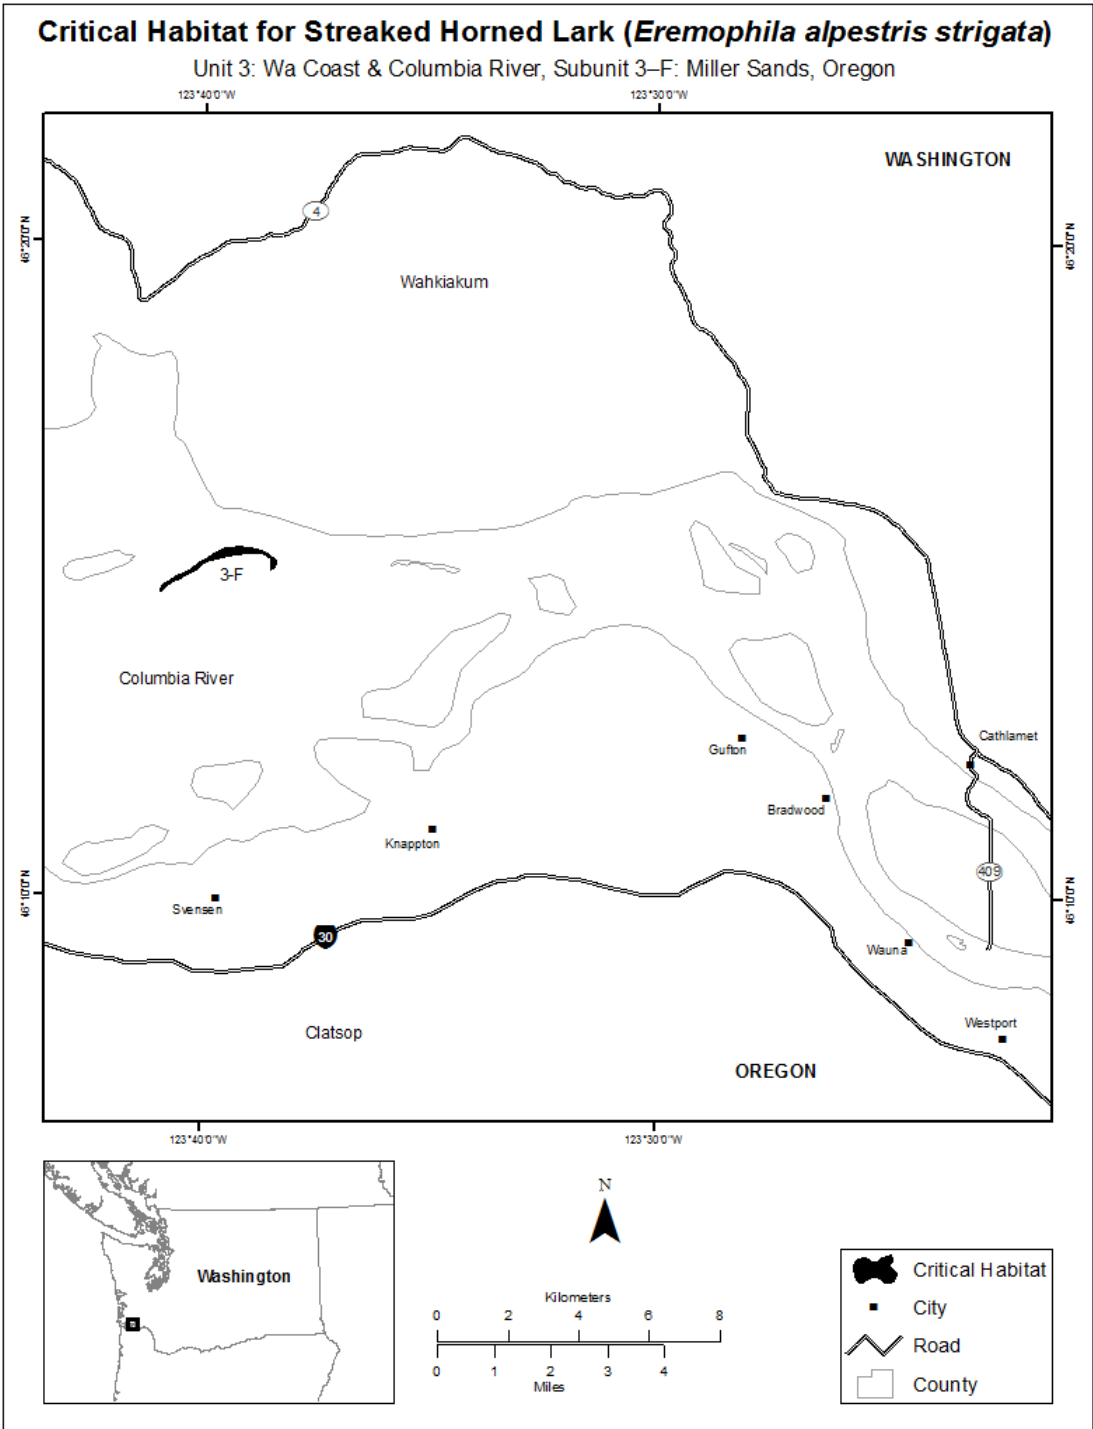 Critical Habitat for Streaked Horned Lark (Eremophila alpestris strigata)
Unit 3: Wa Coast & Columbia River, Subunit 3–F: Miller Sands, Oregon
123°40'0"W 123°30'0"W
WASHINGTON
4
46°20'0"N 46°20'0"N
Wahkiakum
3-F
Columbia River
Cathlamet
Gufton
Bradwood
Knappton
409
46°10'0"N 46°10'0"N
Svensen
30
Wauna
Westport
Clatsop
OREGON
123°40'0"W 123°30'0"W
N
Washington
Kilometers
0 2 4 6 8
0 1 2 3 4
Miles
Critical Habitat
City
Road
County